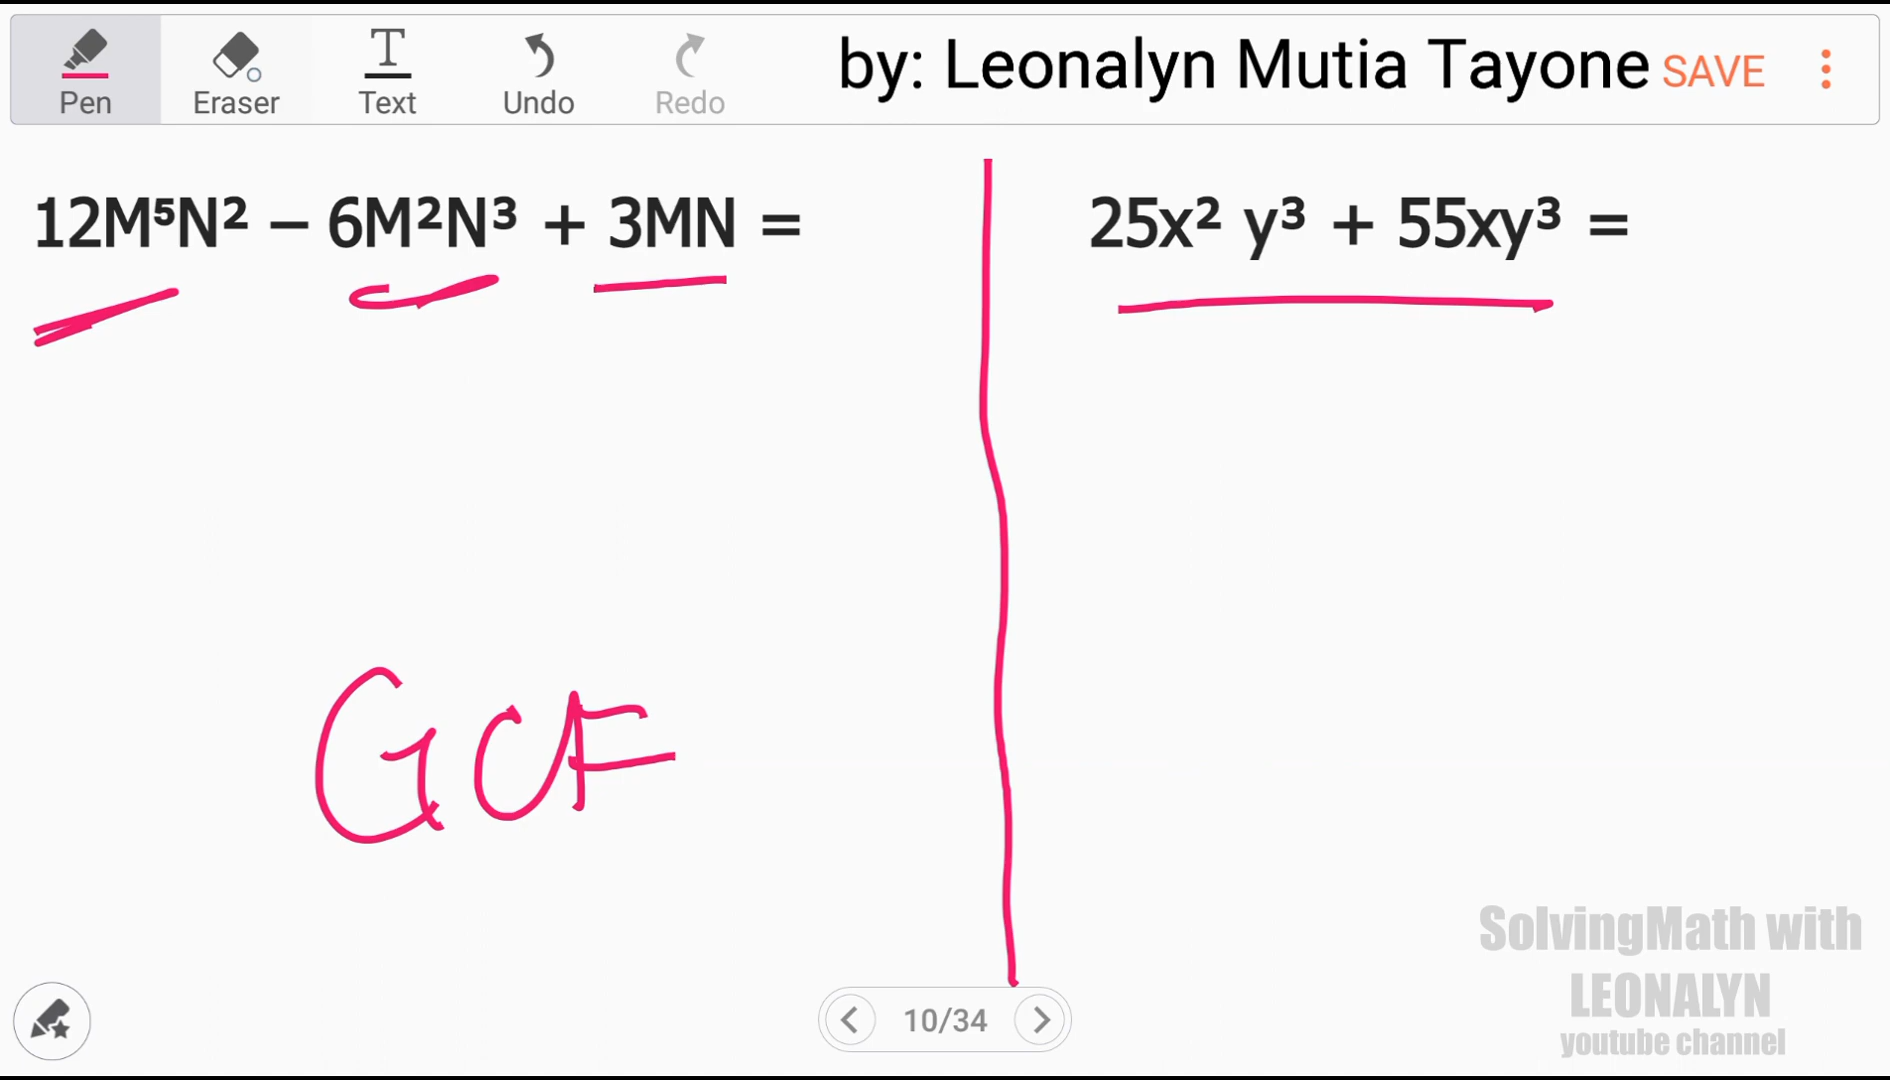 Pen Eraser Text Undo Redo by: Leonalyn Mutia Tayone SAVE
12M⁵N² – 6M²N³ + 3MN =
25x² y³ + 55xy³ =
GCF
SolvingMath with
LEONALYN
youtube channel
10/34